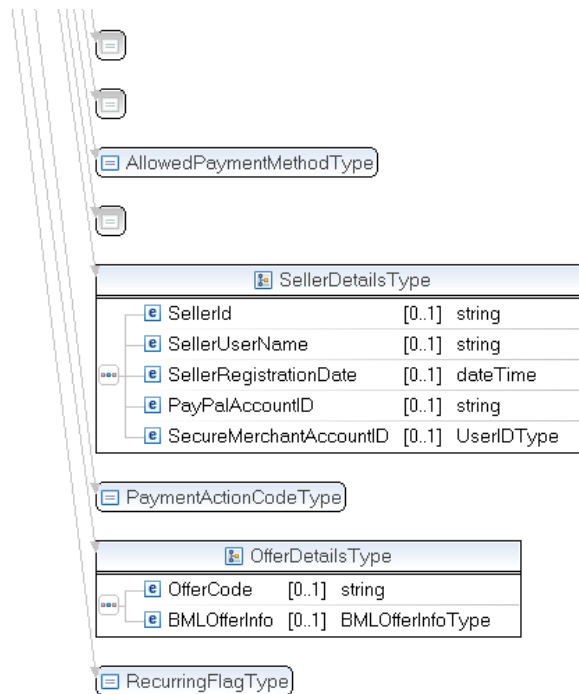 AllowedPaymentMethodType
SellerDetailsType
SellerId [0..1] string
SellerUserName [0..1] string
SellerRegistrationDate [0..1] dateTime
PayPalAccountID [0..1] string
SecureMerchantAccountID [0..1] UserIDType
PaymentActionCodeType
OfferDetailsType
OfferCode [0..1] string
BMLOfferInfo [0..1] BMLOfferInfoType
RecurringFlagType